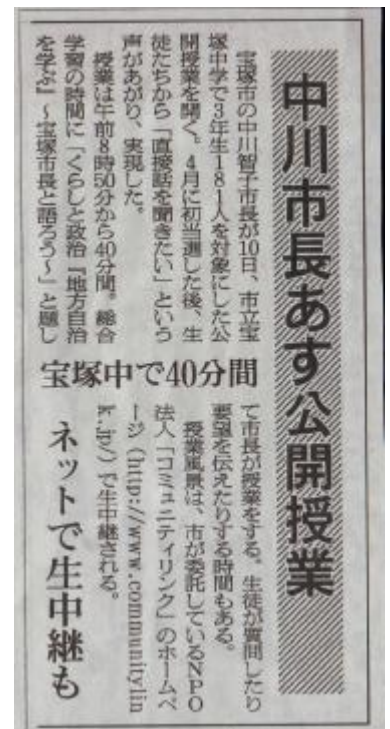 中川市長あす公開授業
宝塚中で40分間
ネットで生中継も
宝塚市の中川智子市長が10日、市立宝
塚中学で3年生181人を対象にした公
開授業を開く。4月に初当選した後、生
徒たちから「直接話を聞きたい」という
声があがり、実現した。
授業は午前8時50分から40分間。総合
学習の時間に「くらしと政治『地方自治
を学ぶ』~宝塚市長と語ろう~」と題し
て市長が授業をする。生徒が質問したり
要望を伝えたりする時間もある。
授業風景は、市が委託しているNPO
法人「コミュニティリンク」のホームペ
ージ(http://www.communitylin
k.jp/)で生中継される。